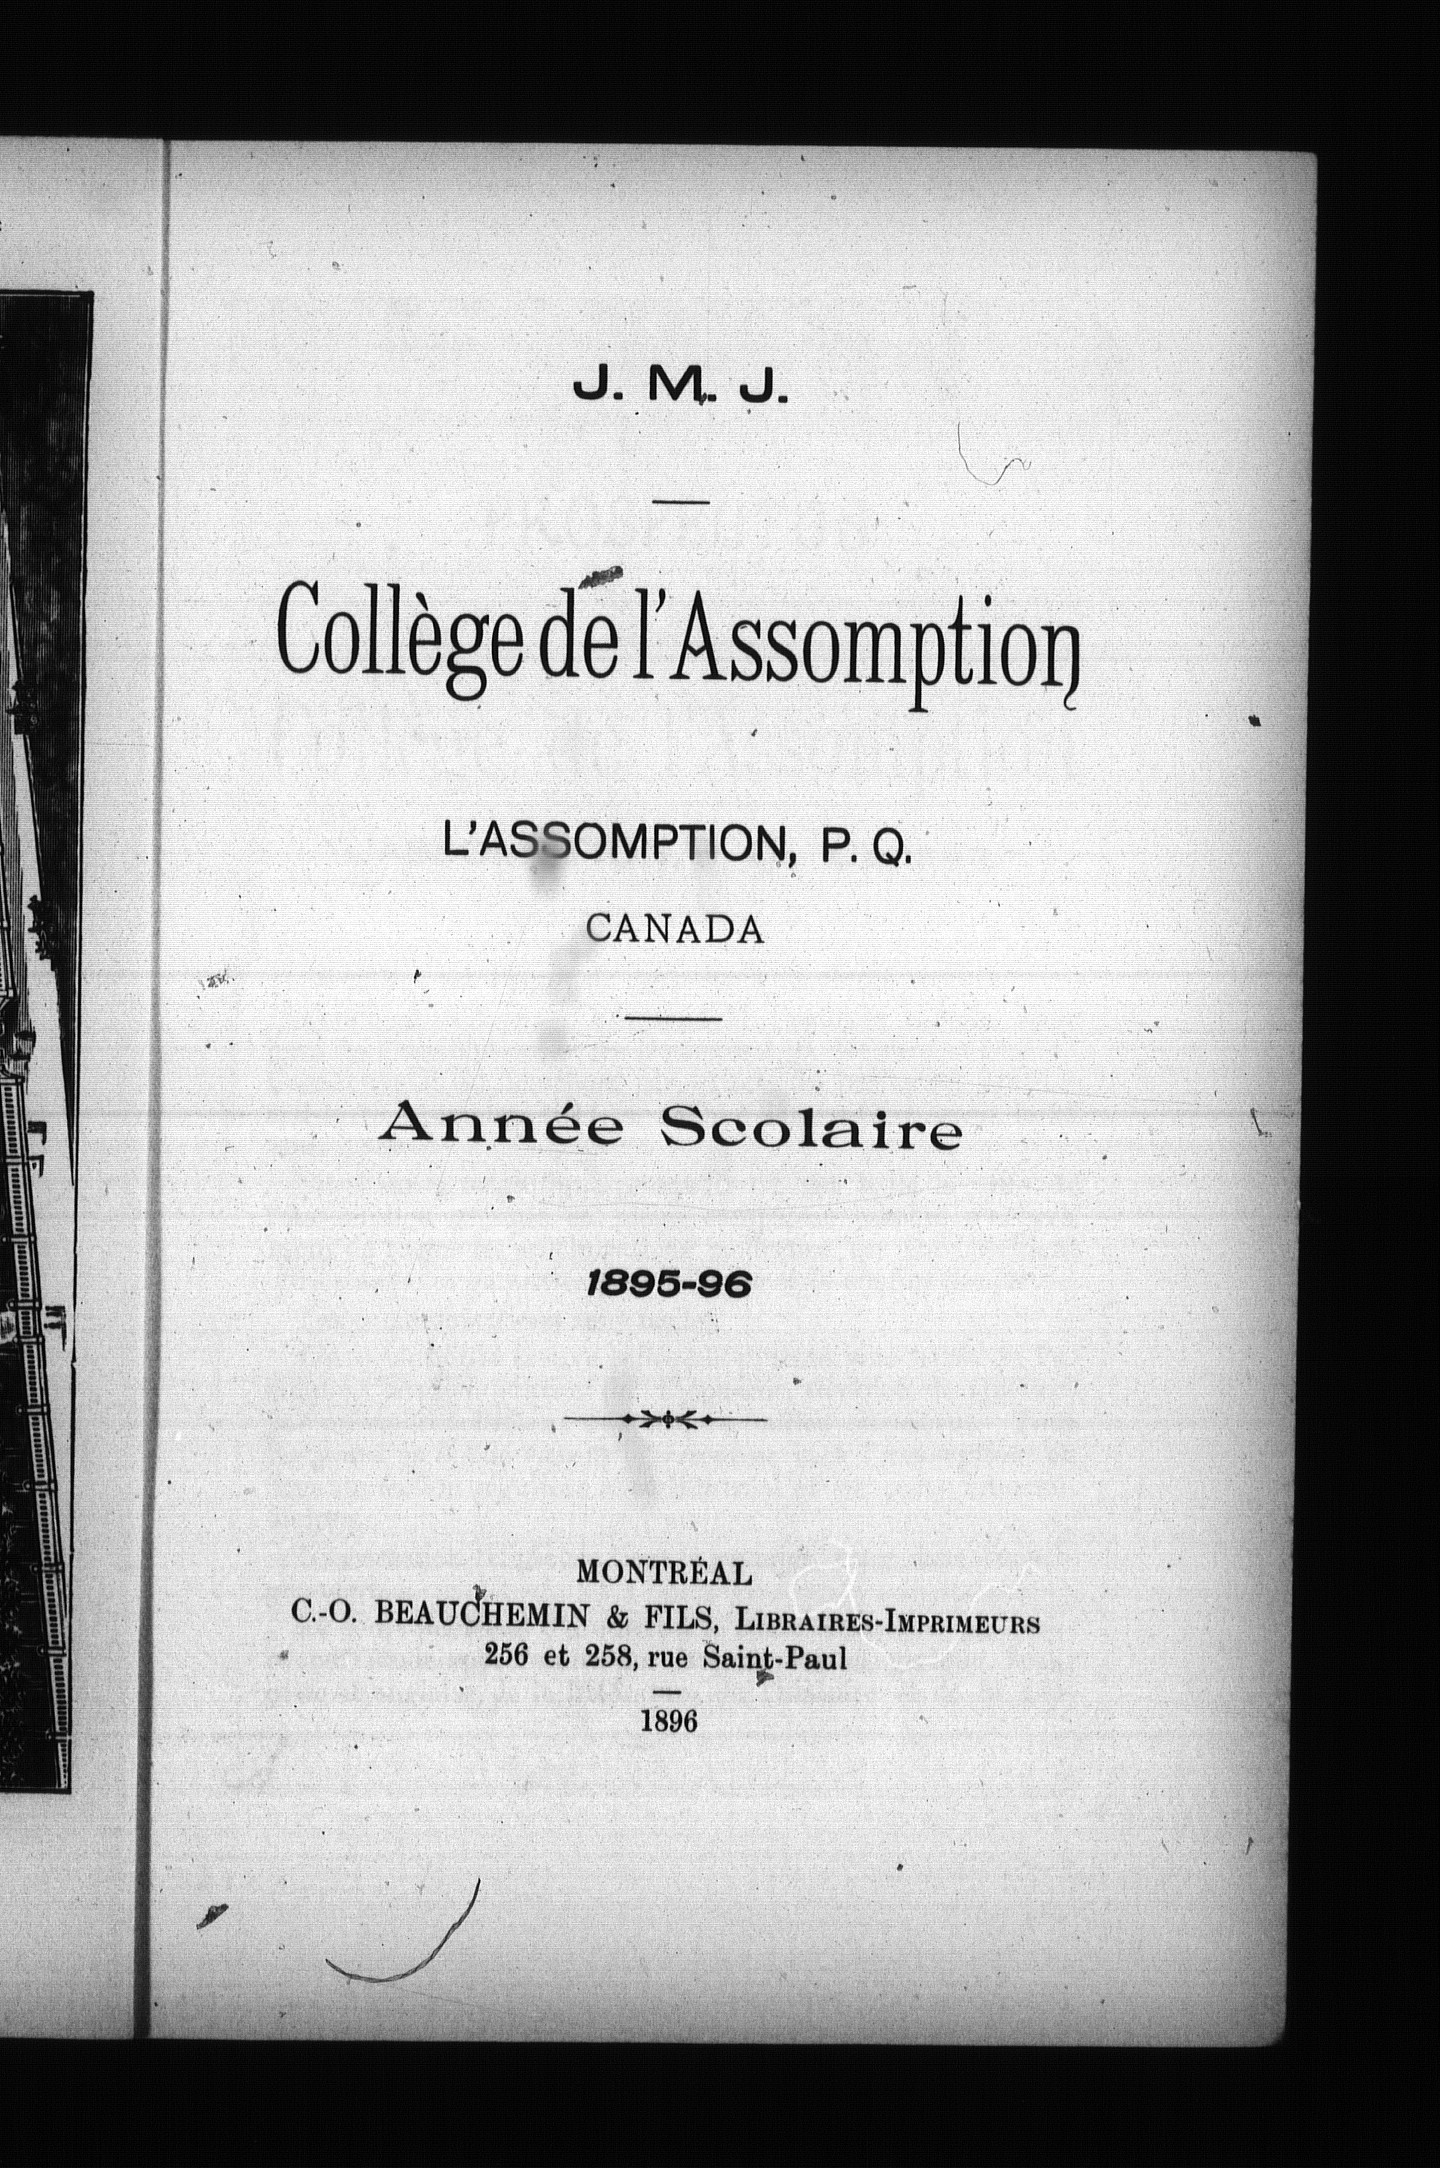 J. M. J.
Collège de l'Assomption
L'ASSOMPTION, P. Q.
CANADA
Année Scolaire
1895-96
MONTRÉAL
C.-O. BEAUCHEMIN & FILS, LIBRAIRES-IMPRIMEURS
256 et 258, rue Saint-Paul
1896